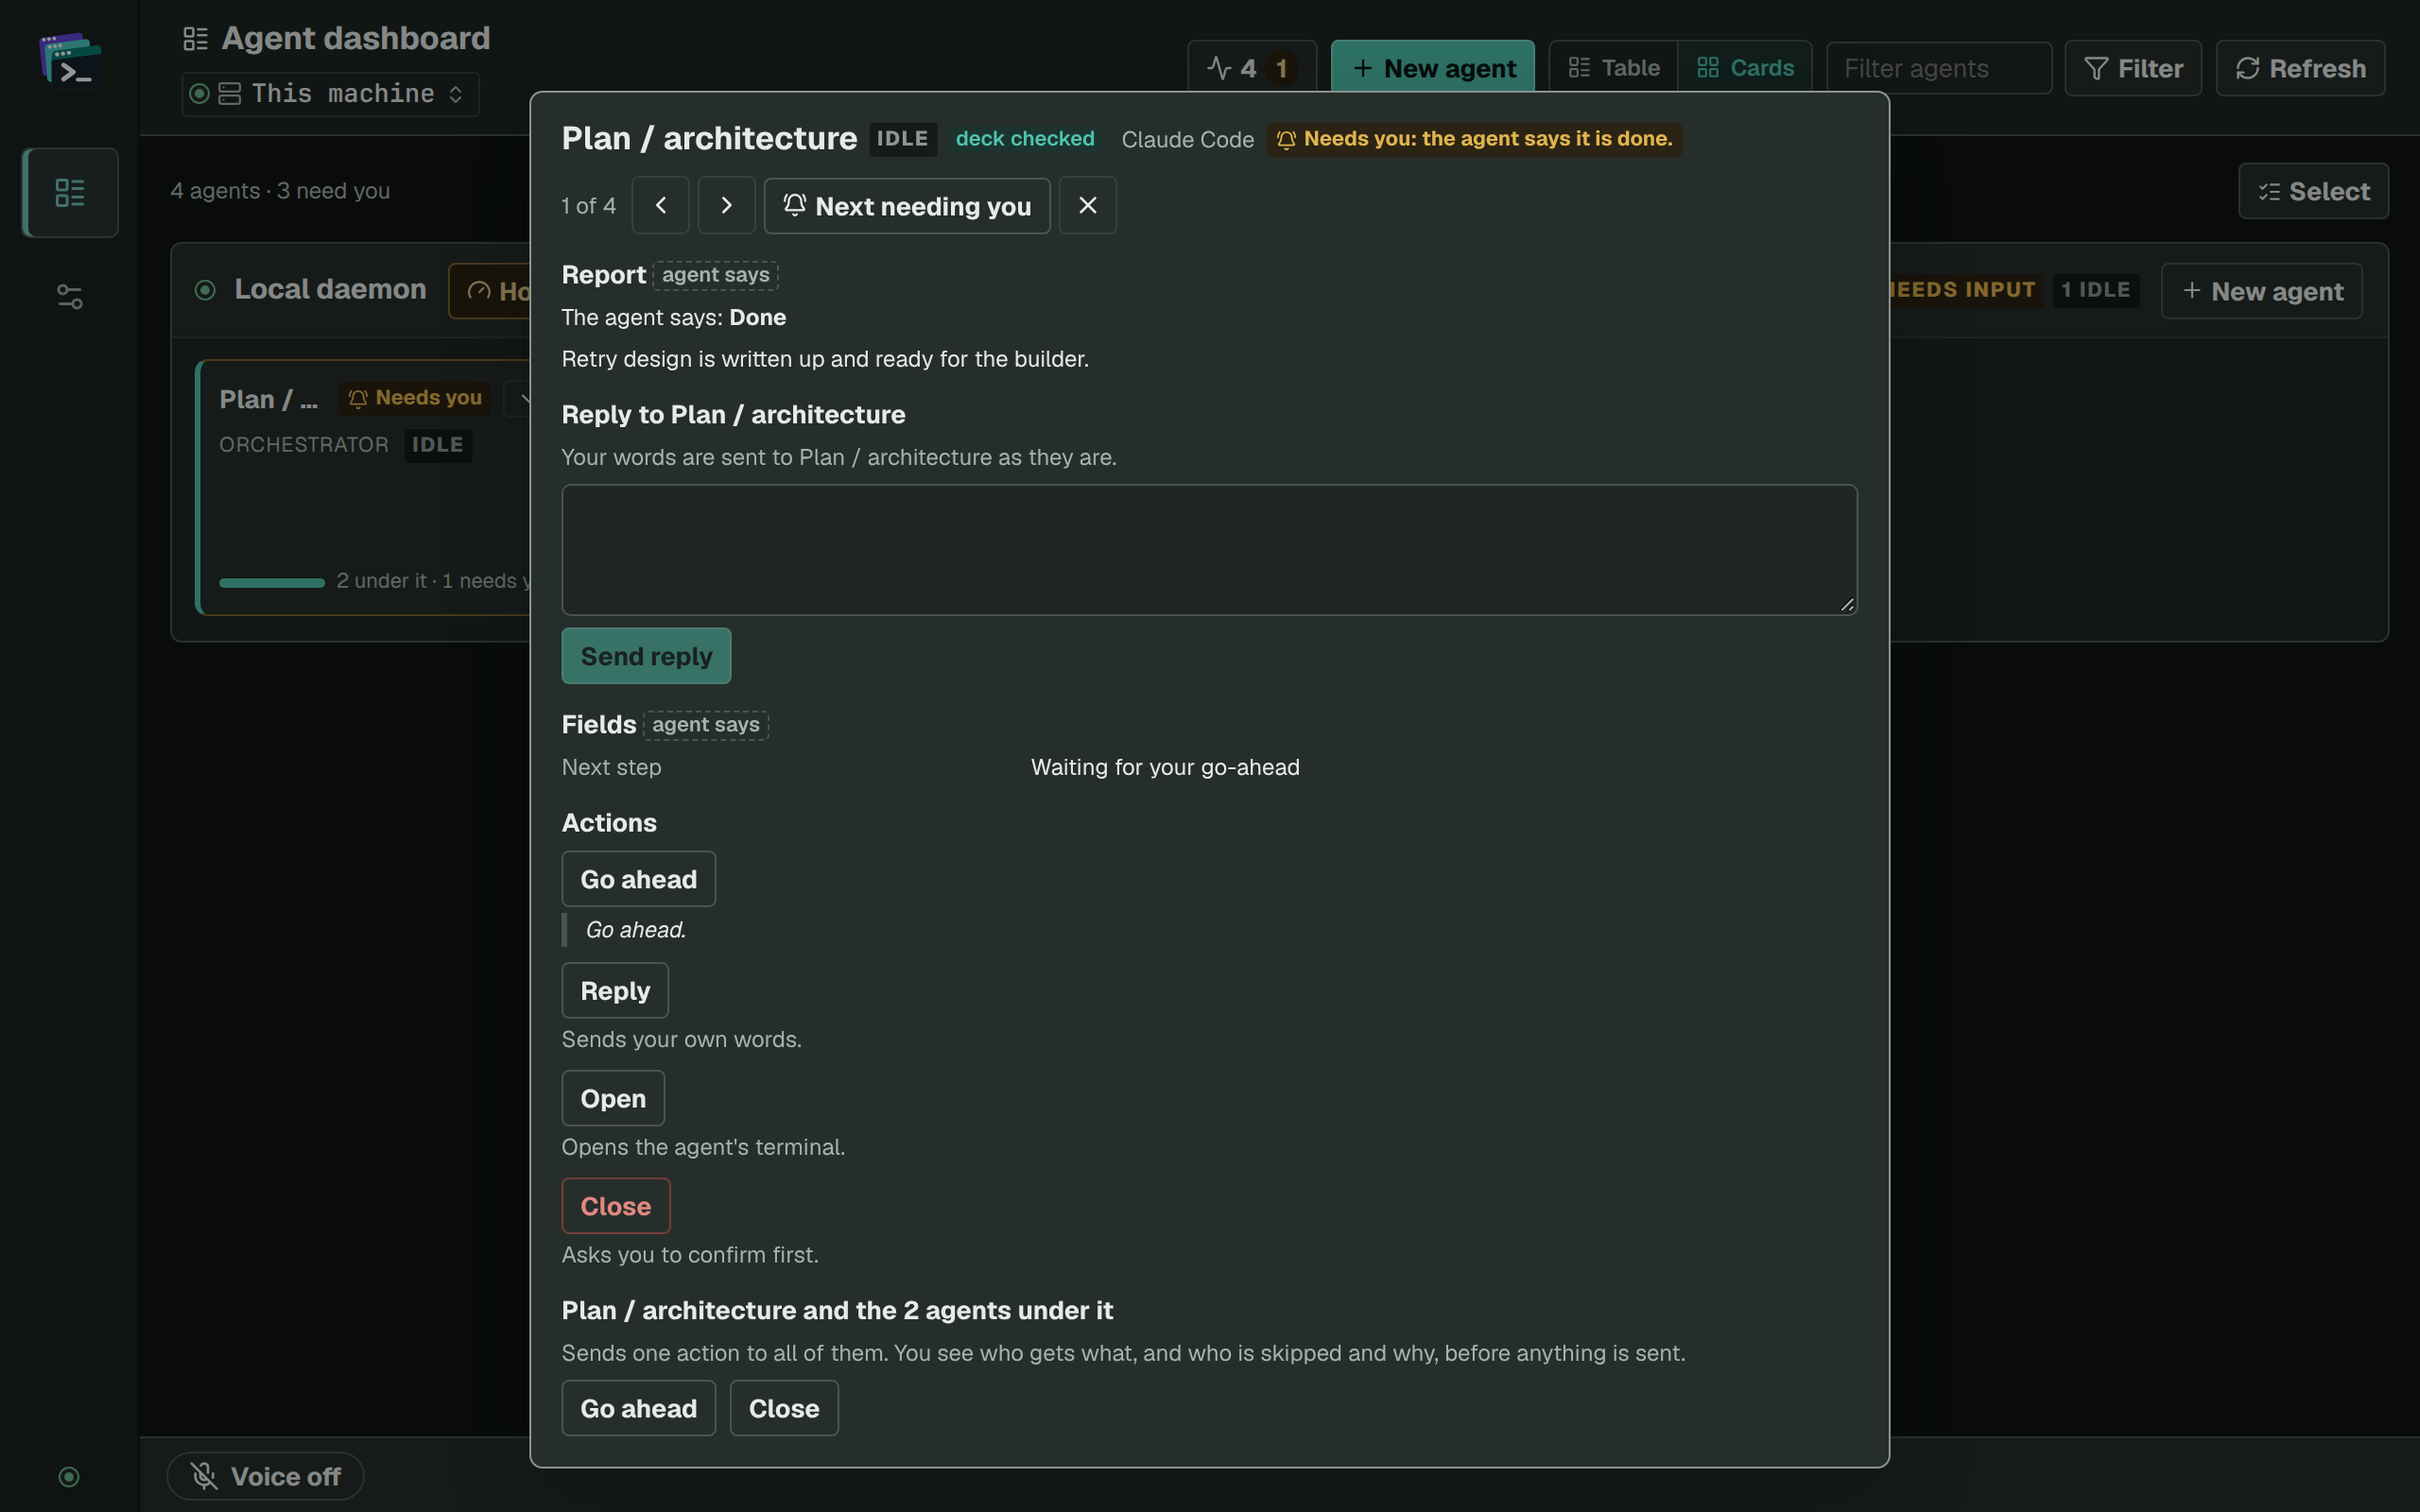 Agent dashboard
This machine
4 1
+ New agent
Table
Cards
Filter agents
Filter
Refresh
4 agents · 3 need you
Select
Local daemon
NEEDS INPUT
1 IDLE
+ New agent
Plan / ...
Needs you
ORCHESTRATOR
IDLE
2 under it · 1 needs
Plan / architecture
IDLE
deck checked
Claude Code
Needs you: the agent says it is done.
1 of 4
Next needing you
Report
agent says
The agent says: Done
Retry design is written up and ready for the builder.
Reply to Plan / architecture
Your words are sent to Plan / architecture as they are.
Send reply
Fields
agent says
Next step
Waiting for your go-ahead
Actions
Go ahead
Go ahead.
Reply
Sends your own words.
Open
Opens the agent's terminal.
Close
Asks you to confirm first.
Plan / architecture and the 2 agents under it
Sends one action to all of them. You see who gets what, and who is skipped and why, before anything is sent.
Go ahead
Close
Voice off